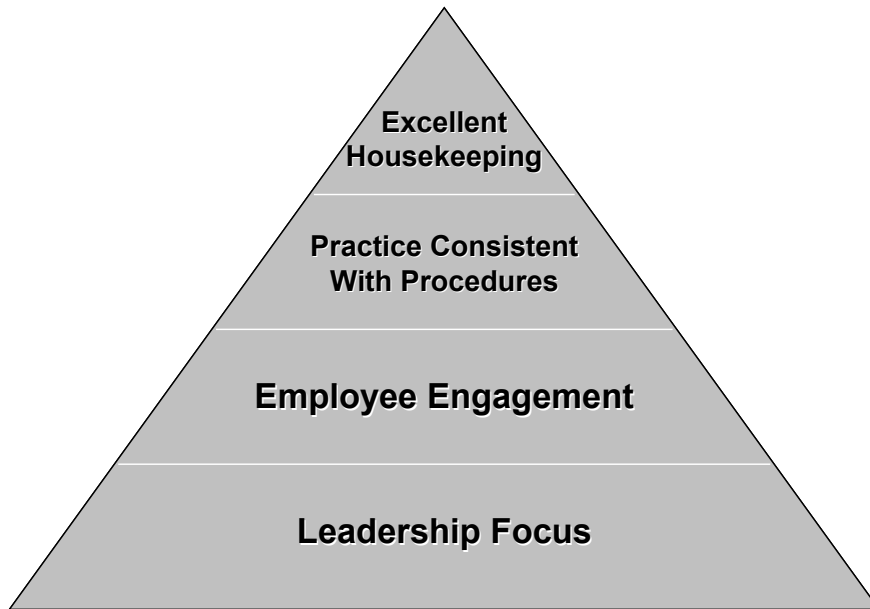 Excellent
Housekeeping
Practice Consistent
With Procedures
Employee Engagement
Leadership Focus